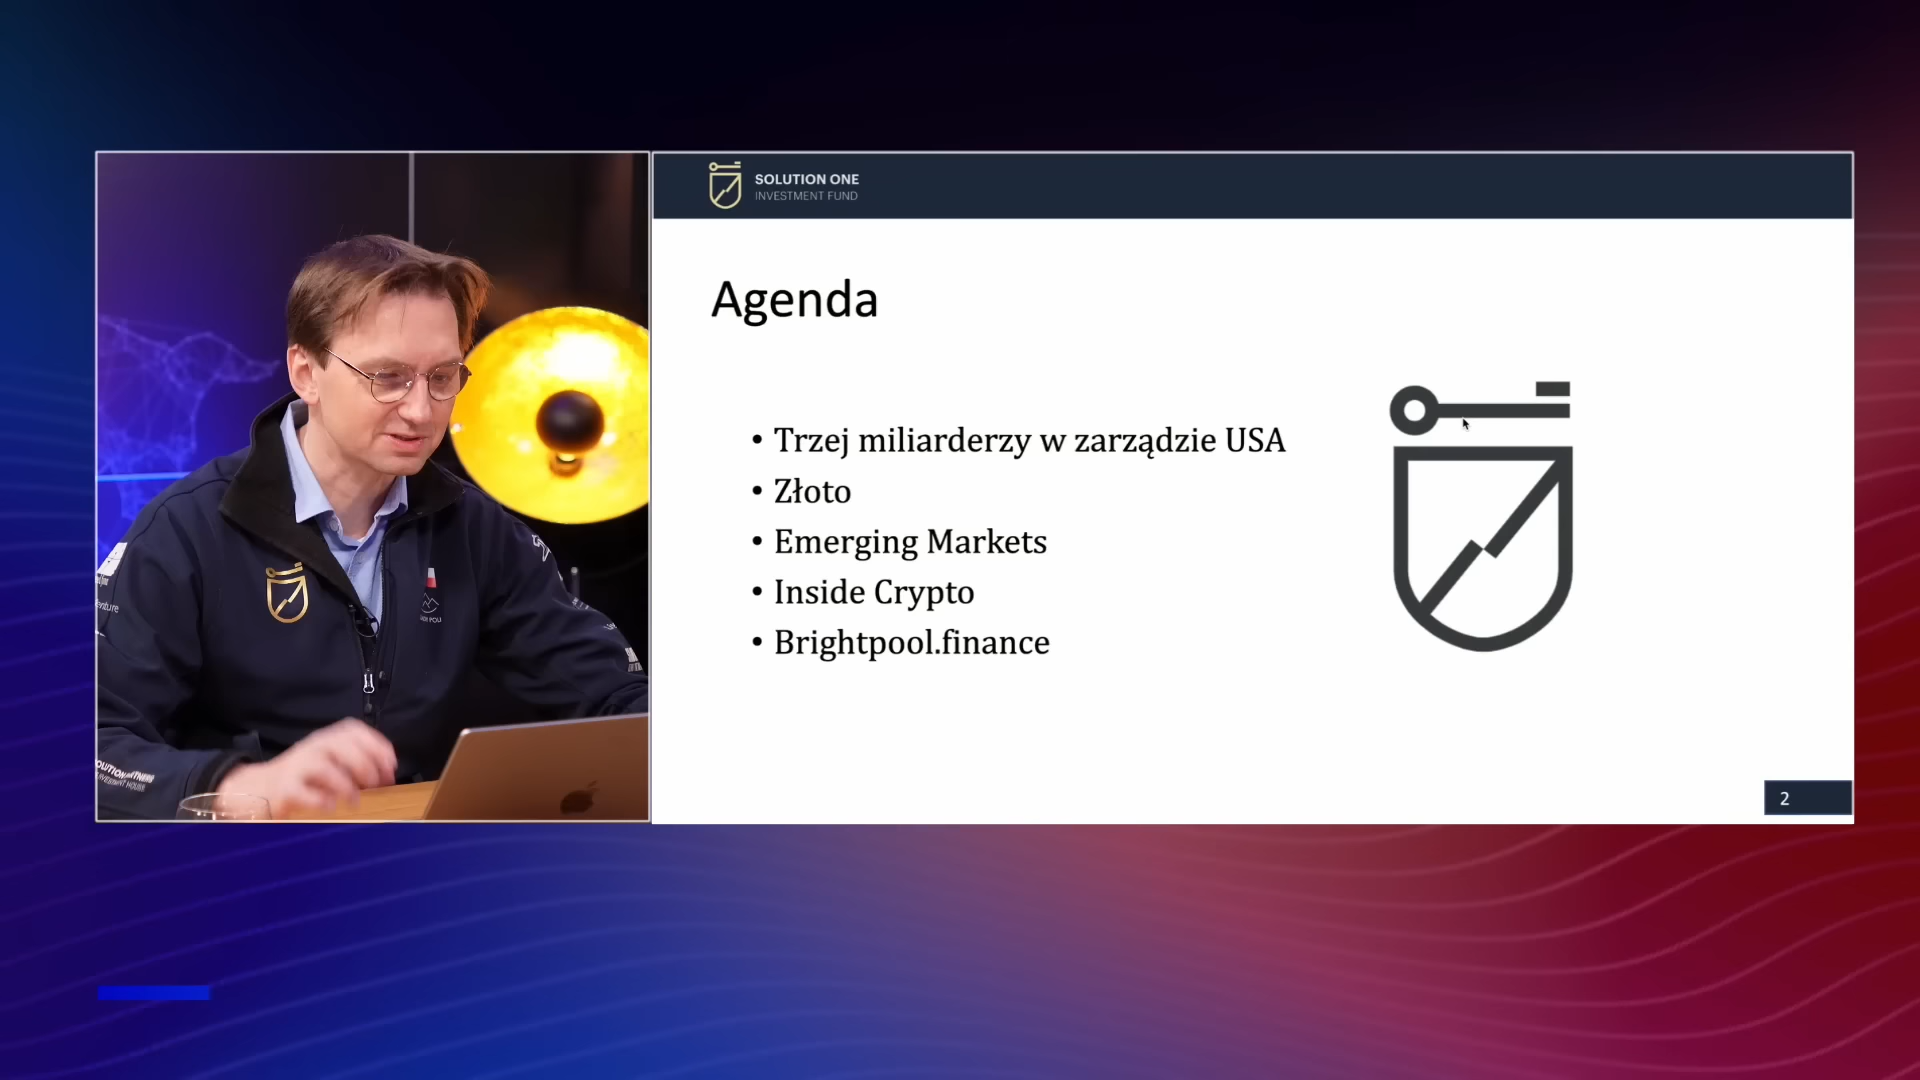 SOLUTION ONE
INVESTMENT FUND
Agenda
• Trzej miliarderzy w zarządzie USA
• Złoto
• Emerging Markets
• Inside Crypto
• Brightpool.finance
2